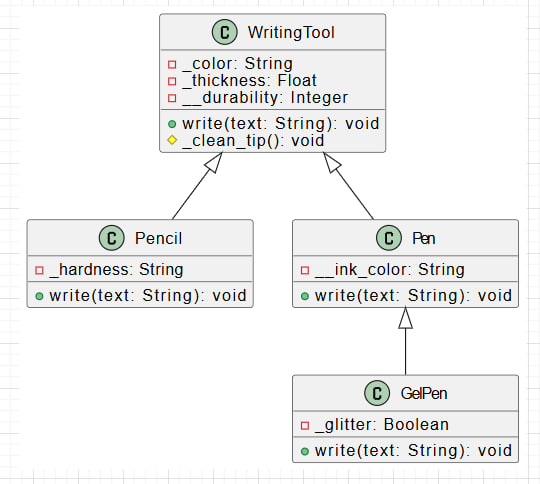 C WritingTool
_color: String
_thickness: Float
__durability: Integer
write(text: String): void
_clean_tip(): void
C Pencil
_hardness: String
write(text: String): void
C Pen
__ink_color: String
write(text: String): void
C GelPen
_glitter: Boolean
write(text: String): void